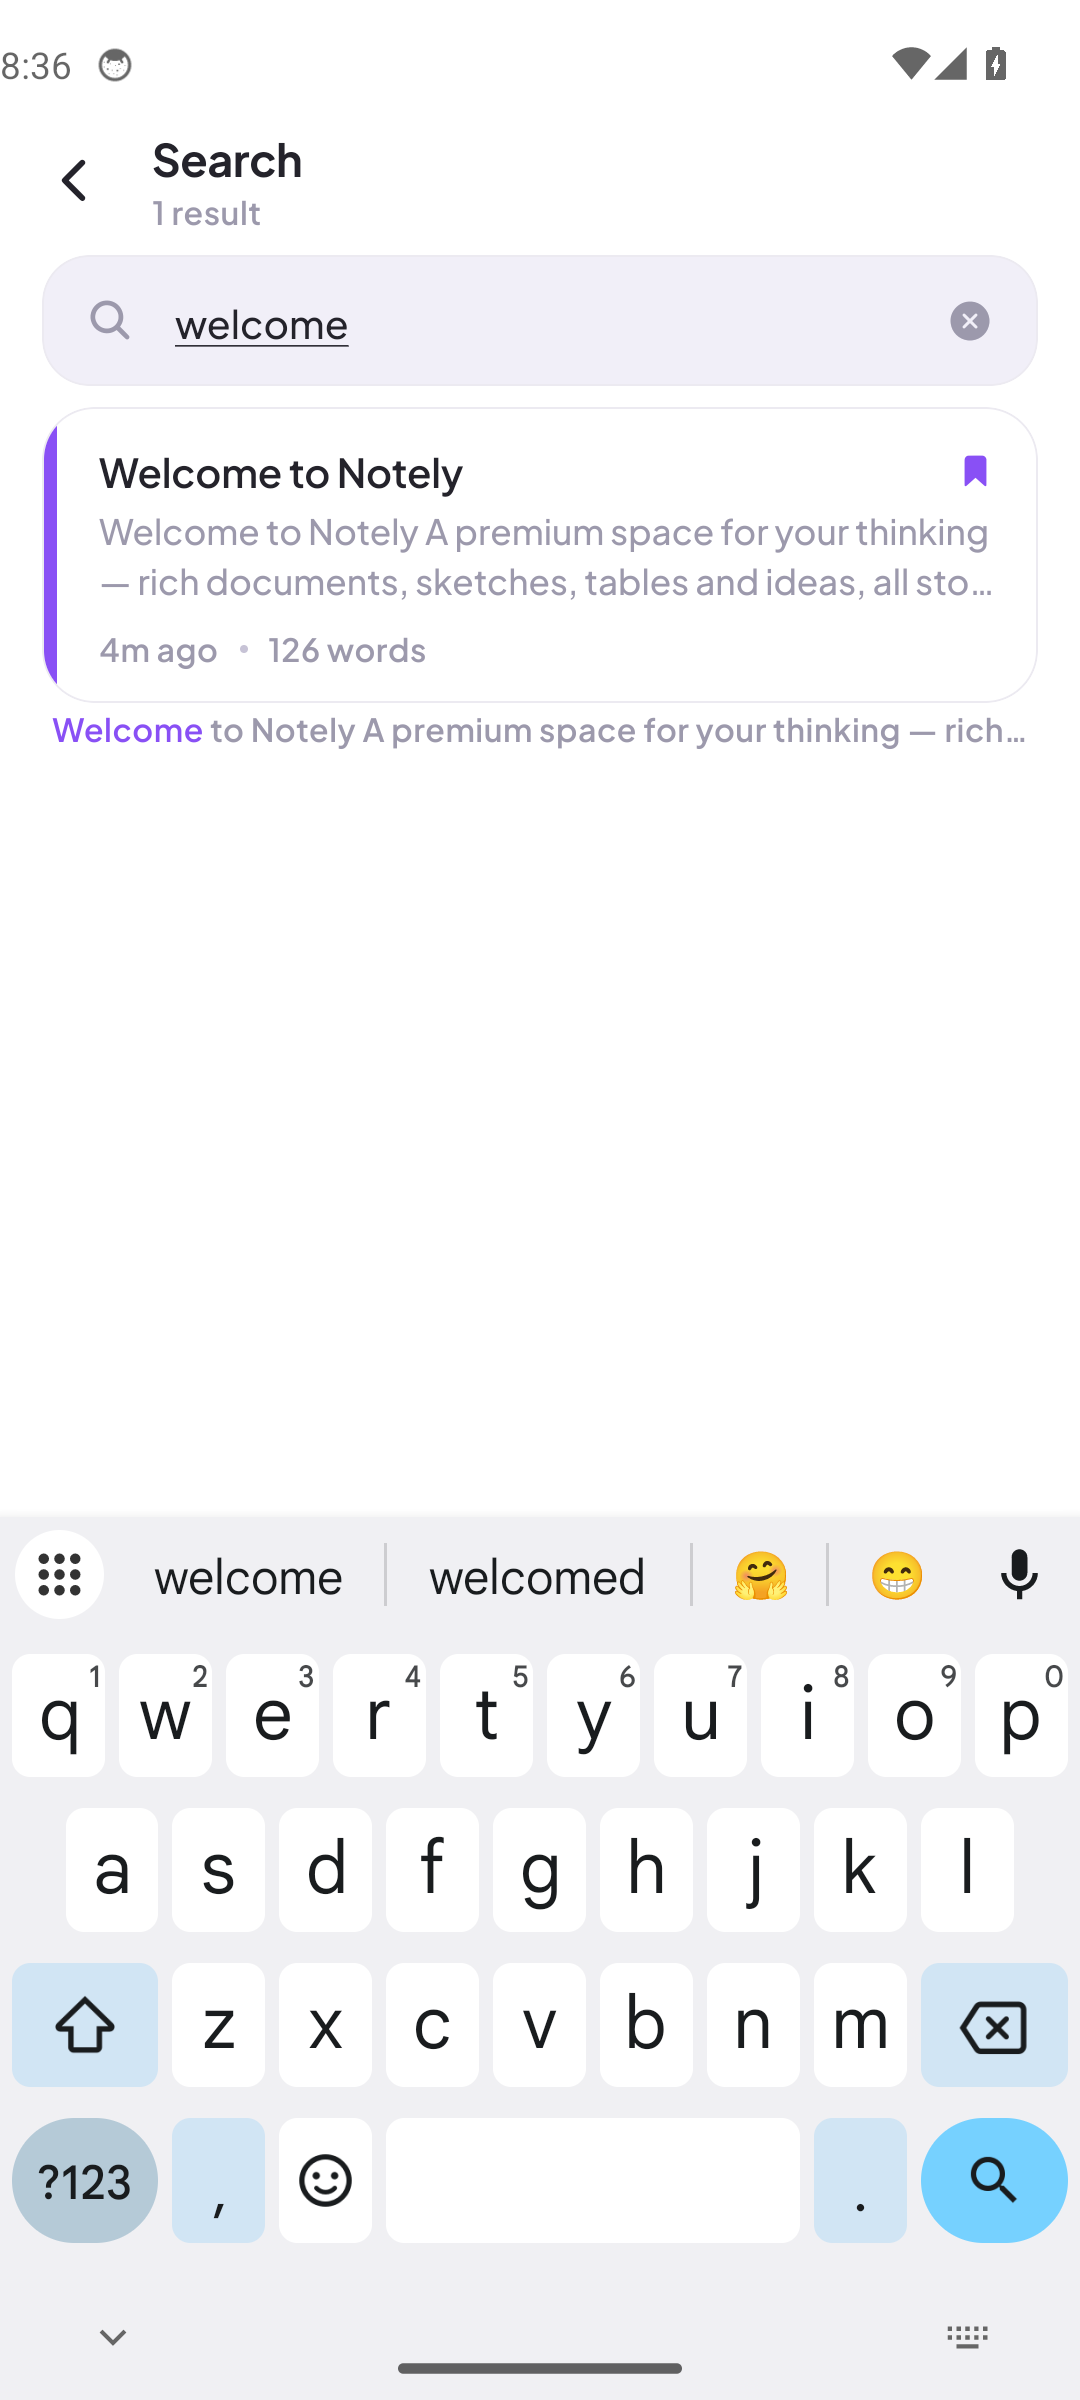 8:36
Search
1 result
welcome
Welcome to Notely
Welcome to Notely A premium space for your thinking
— rich documents, sketches, tables and ideas, all sto...
4m ago • 126 words
Welcome to Notely A premium space for your thinking — rich...
welcome welcomed 🤗 😁
q1 w2 e3 r4 t5 y6 u7 i8 o9 p0
a s d f g h j k l
z x c v b n m
?123 , .